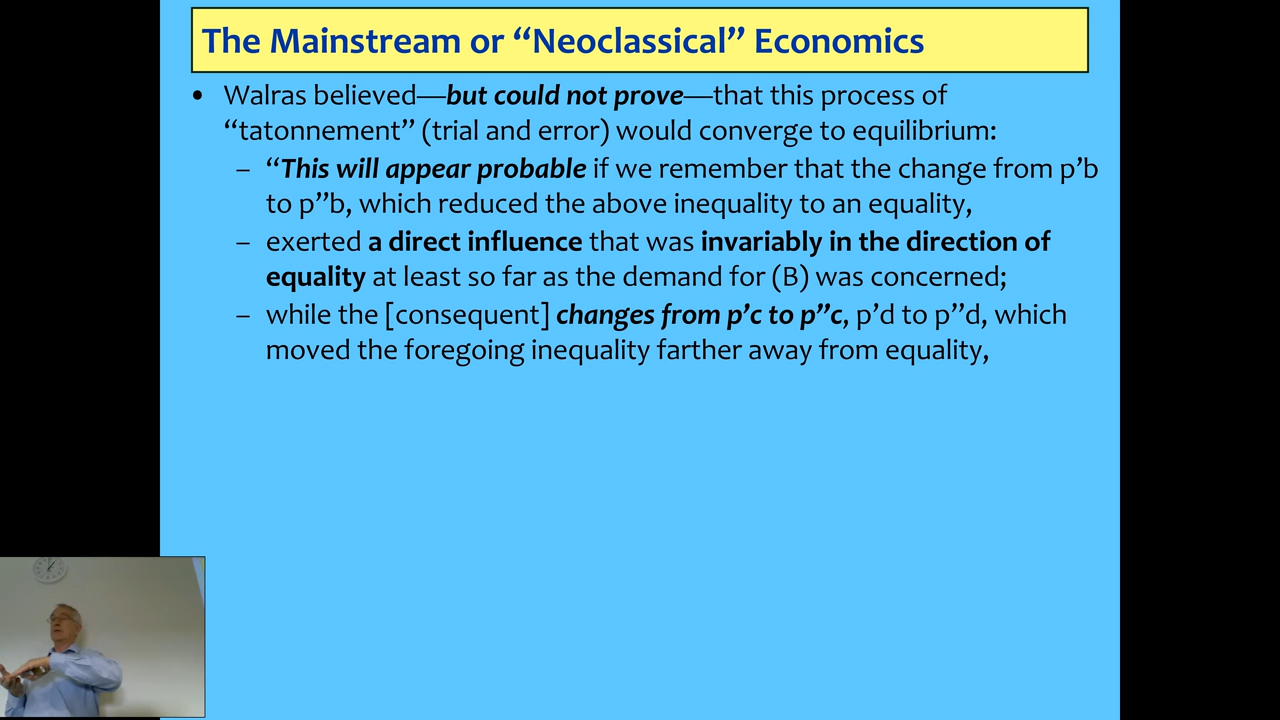 The Mainstream or “Neoclassical” Economics
• Walras believed—but could not prove—that this process of
“tatonnement” (trial and error) would converge to equilibrium:
– “This will appear probable if we remember that the change from p’b
to p”b, which reduced the above inequality to an equality,
– exerted a direct influence that was invariably in the direction of
equality at least so far as the demand for (B) was concerned;
– while the [consequent] changes from p’c to p”c, p’d to p”d, which
moved the foregoing inequality farther away from equality,